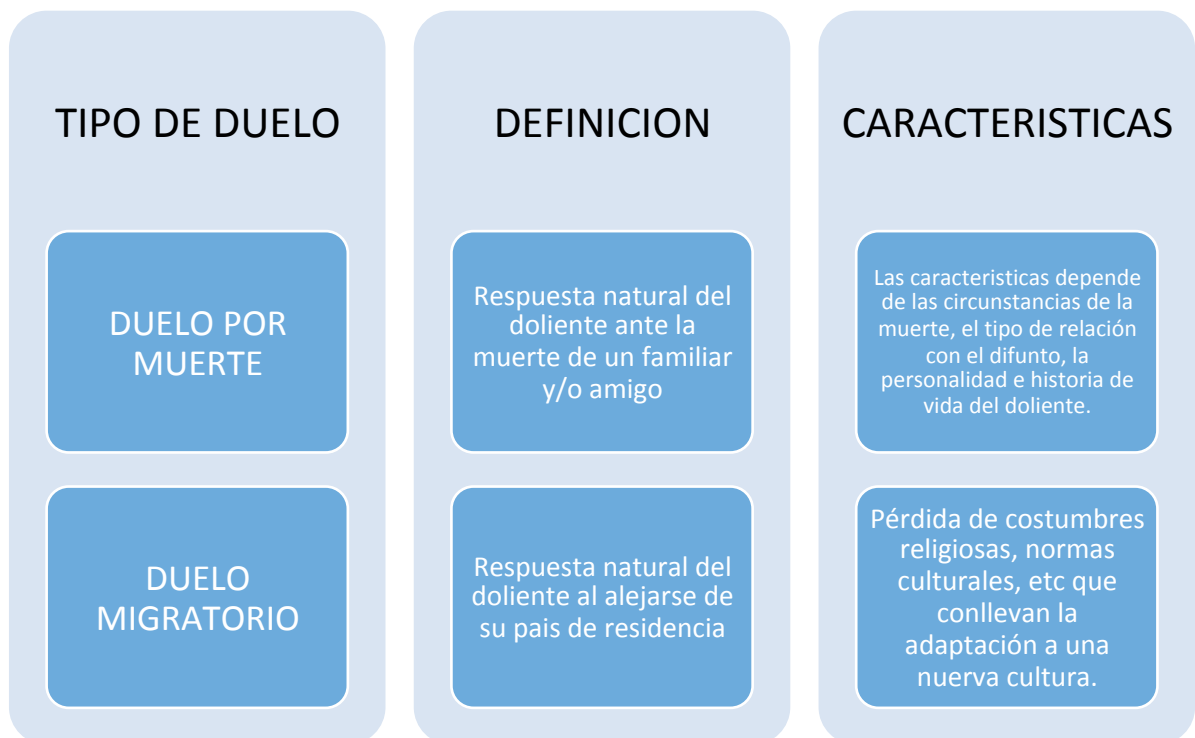 TIPO DE DUELO
DEFINICION
CARACTERISTICAS
DUELO POR
MUERTE
Respuesta natural del
doliente ante la
muerte de un familiar
y/o amigo
Las caracteristicas depende
de las circunstancias de la
muerte, el tipo de relación
con el difunto, la
personalidad e historia de
vida del doliente.
DUELO
MIGRATORIO
Respuesta natural del
doliente al alejarse de
su pais de residencia
Pérdida de costumbres
religiosas, normas
culturales, etc que
conllevan la
adaptación a una
nuerva cultura.